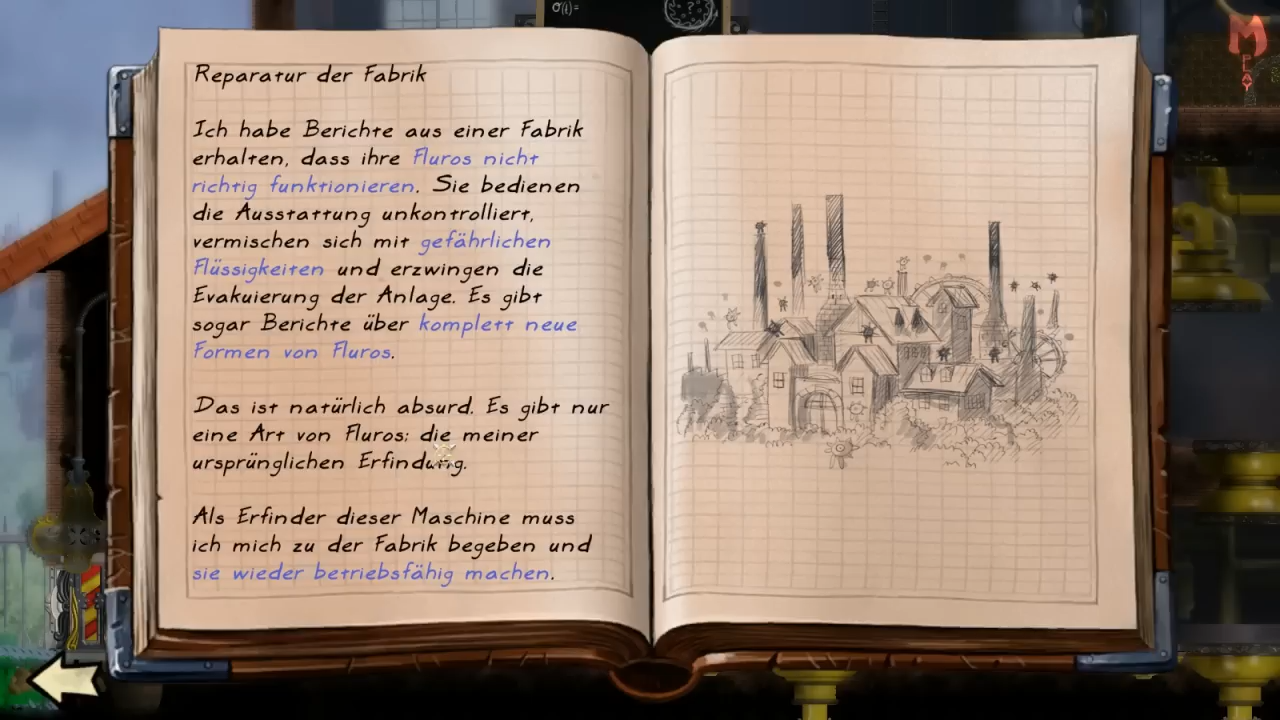 σ(i)=
?
M
PLAY
Reparatur der Fabrik
Ich habe Berichte aus einer Fabrik
erhalten, dass ihre Fluros nicht
richtig funktionieren. Sie bedienen
die Ausstattung unkontrolliert,
vermischen sich mit gefährlichen
Flüssigkeiten und erzwingen die
Evakuierung der Anlage. Es gibt
sogar Berichte über komplett neue
Formen von Fluros.
Das ist natürlich absurd. Es gibt nur
eine Art von Fluros: die meiner
ursprünglichen Erfindung.
Als Erfinder dieser Maschine muss
ich mich zu der Fabrik begeben und
sie wieder betriebsfähig machen.